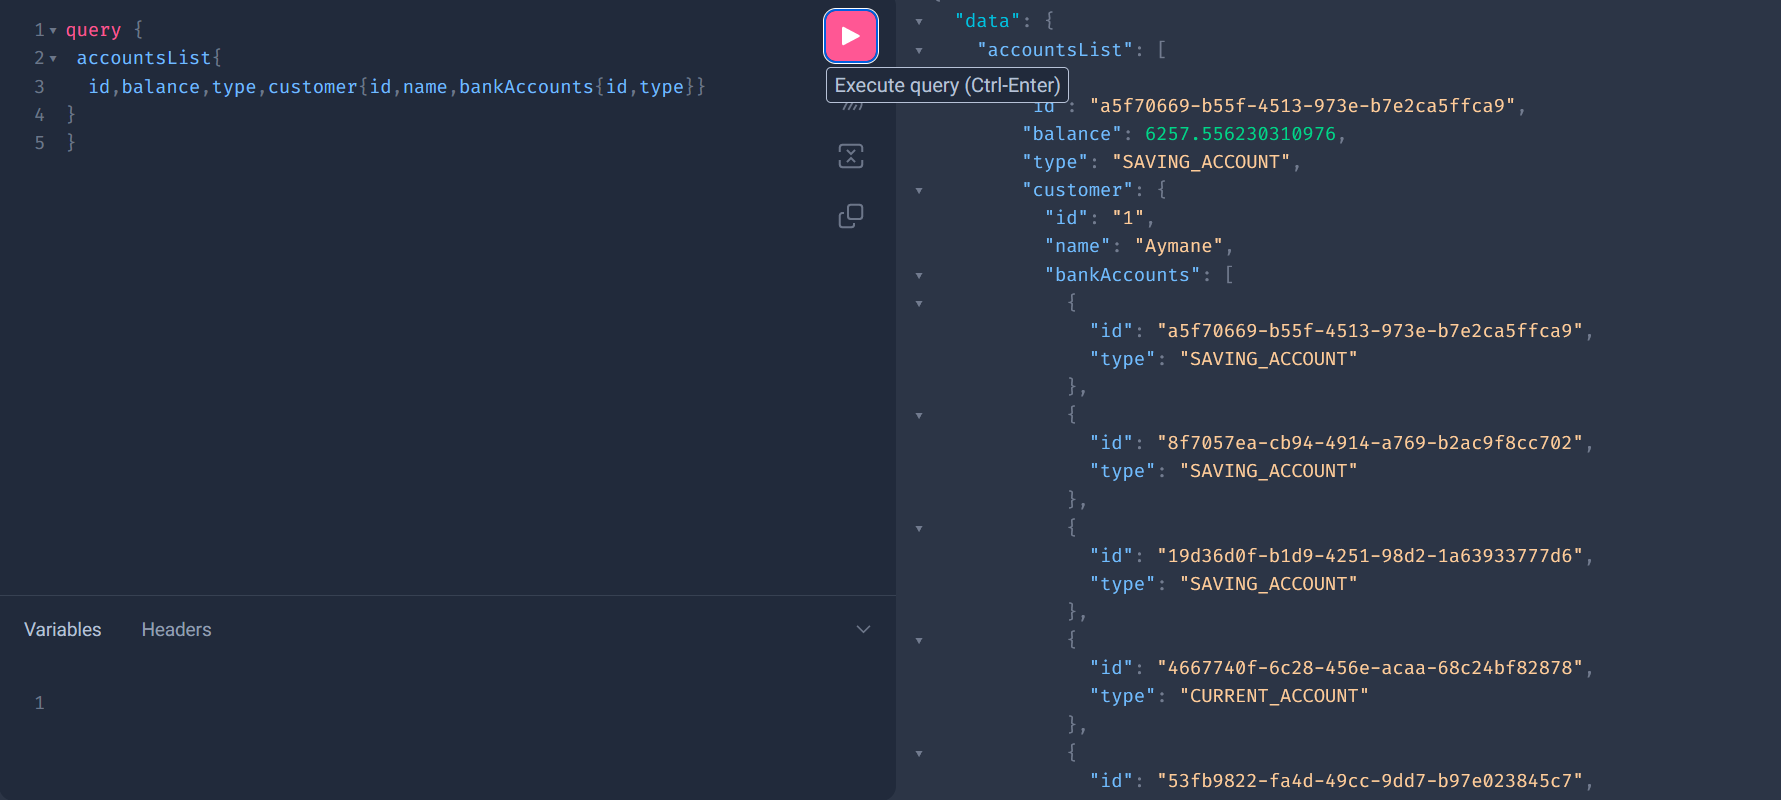 1 query {
2 accountsList{
3 id,balance,type,customer{id,name,bankAccounts{id,type}}
4 }
5 }
Execute query (Ctrl-Enter)
Variables Headers
1
"data": {
"accountsList": [
id": "a5f70669-b55f-4513-973e-b7e2ca5ffca9",
"balance": 6257.556230310976,
"type": "SAVING_ACCOUNT",
"customer": {
"id": "1",
"name": "Aymane",
"bankAccounts": [
{
"id": "a5f70669-b55f-4513-973e-b7e2ca5ffca9",
"type": "SAVING_ACCOUNT"
},
{
"id": "8f7057ea-cb94-4914-a769-b2ac9f8cc702",
"type": "SAVING_ACCOUNT"
},
{
"id": "19d36d0f-b1d9-4251-98d2-1a63933777d6",
"type": "SAVING_ACCOUNT"
},
{
"id": "4667740f-6c28-456e-acaa-68c24bf82878",
"type": "CURRENT_ACCOUNT"
},
{
"id": "53fb9822-fa4d-49cc-9dd7-b97e023845c7",